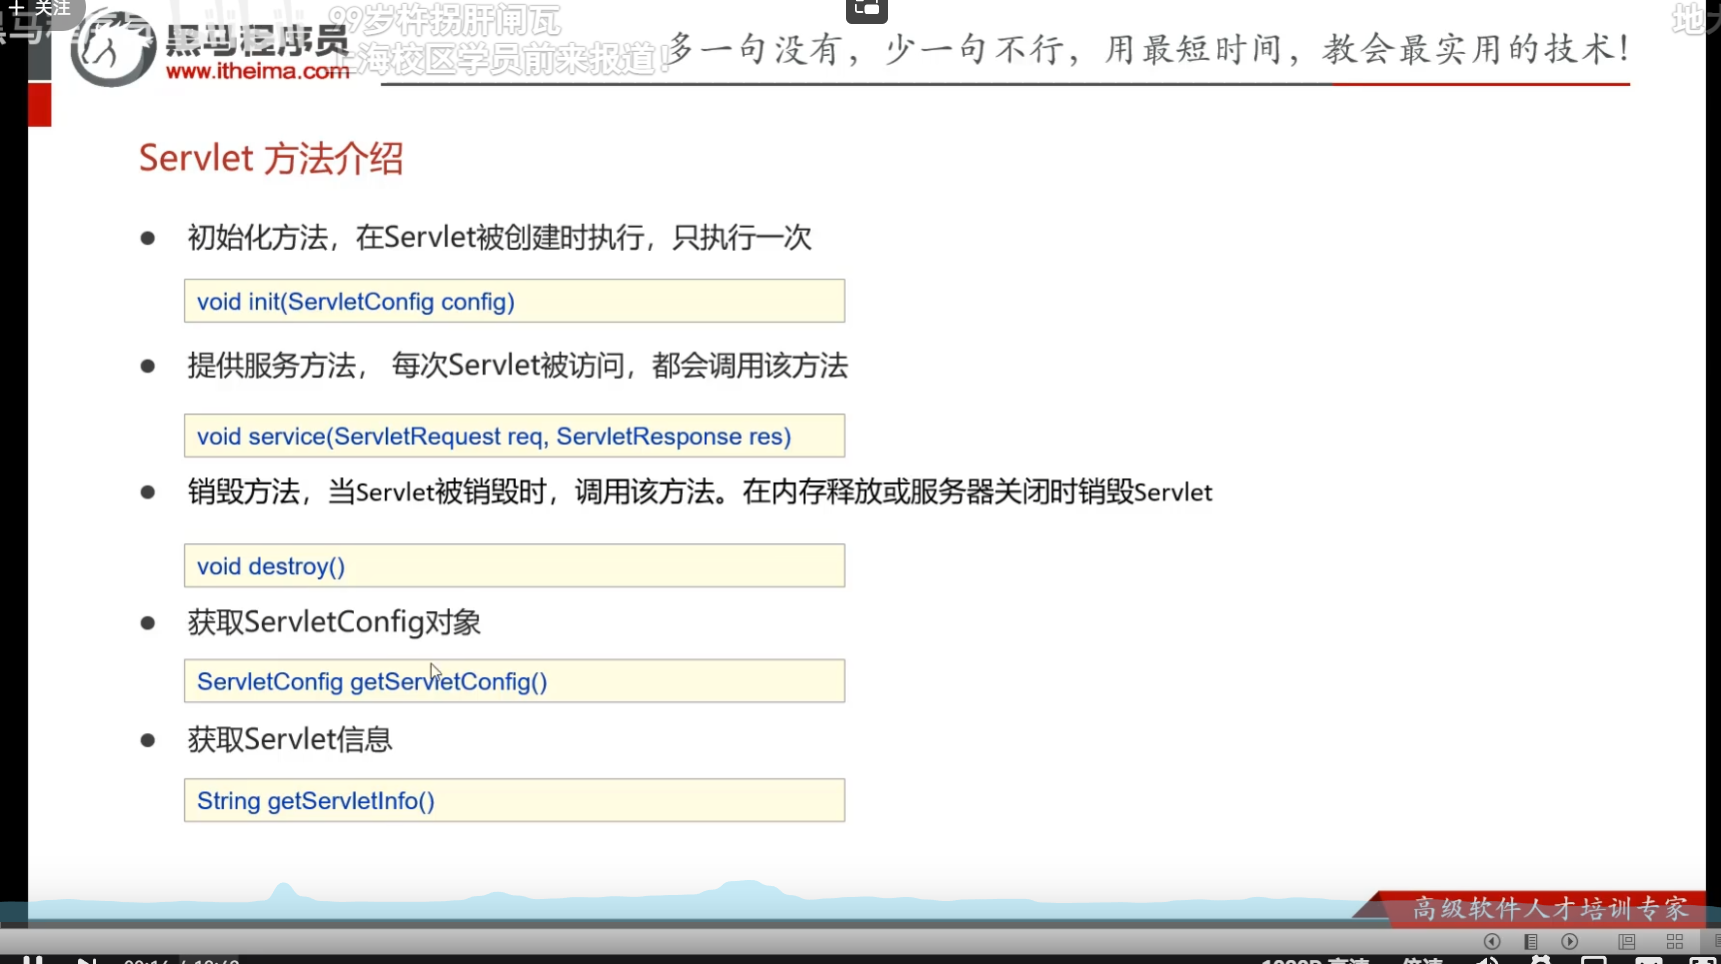 关注
99岁柞拐肝闸瓦
黑马程序员
www.itheima.com
上海校区学员前来报道!
多一句没有，少一句不行，用最短时间，教会最实用的技术！
Servlet 方法介绍
● 初始化方法，在Servlet被创建时执行，只执行一次
void init(ServletConfig config)
● 提供服务方法， 每次Servlet被访问，都会调用该方法
void service(ServletRequest req, ServletResponse res)
● 销毁方法，当Servlet被销毁时，调用该方法。在内存释放或服务器关闭时销毁Servlet
void destroy()
● 获取ServletConfig对象
ServletConfig getServletConfig()
● 获取Servlet信息
String getServletInfo()
高级软件人才培训专家